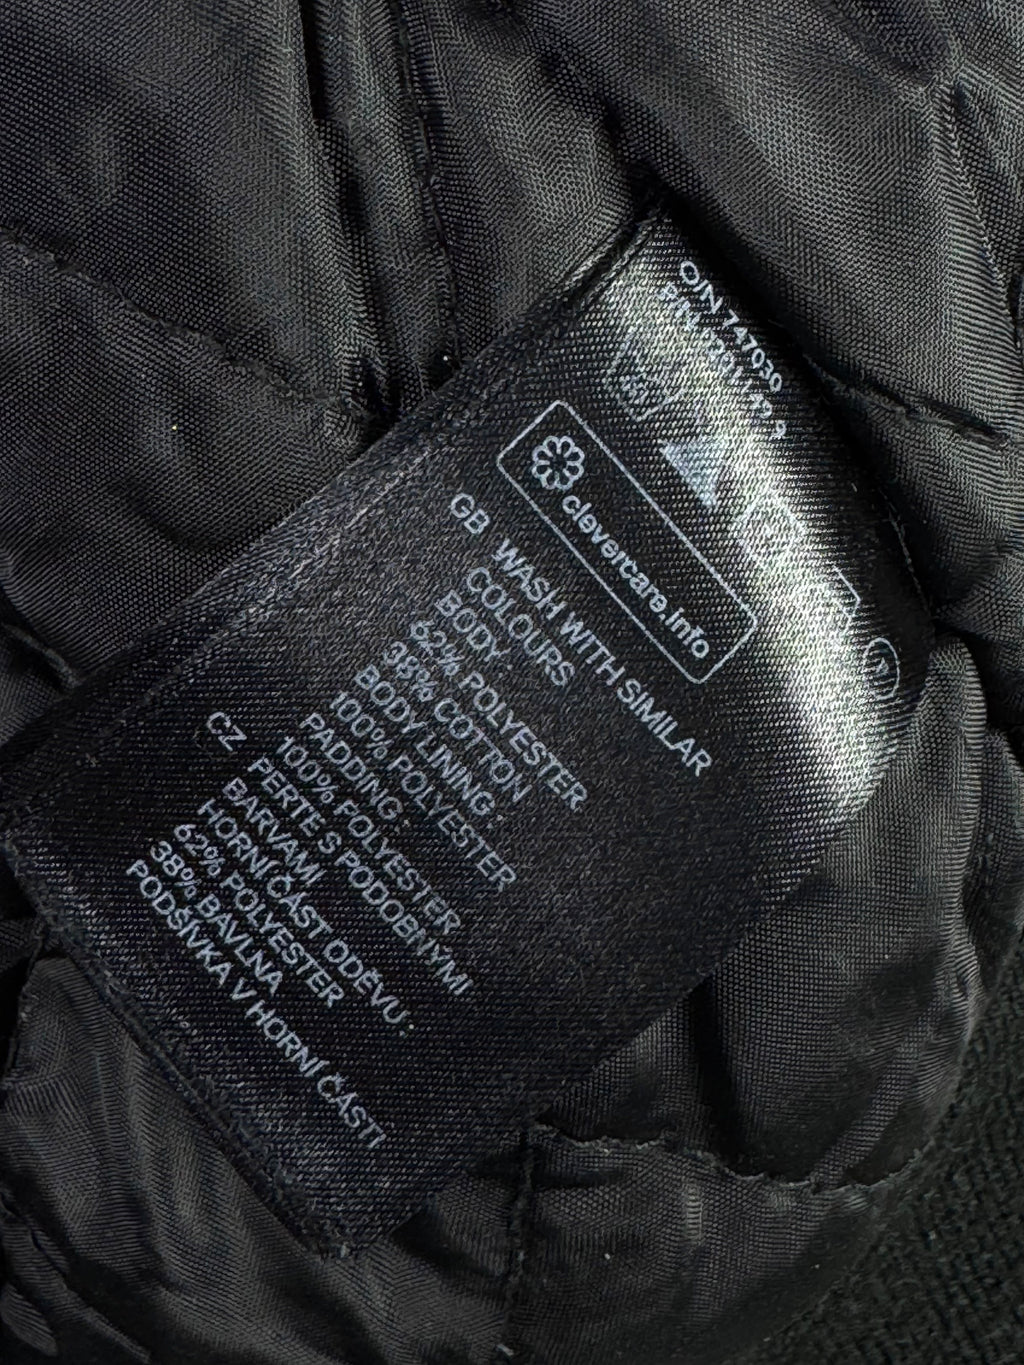 O/N 747030
clevercare.info
GB WASH WITH SIMILAR
COLOURS
BODY :
62% POLYESTER
38% COTTON
BODY LINING :
100% POLYESTER
PADDING :
100% POLYESTER
CZ PERTE S PODOBNÝMI
BARVAMI
HORNÍ ČÁST ODĚVU :
62% POLYESTER
38% BAVLNA
PODŠÍVKA V HORNÍ ČÁSTI